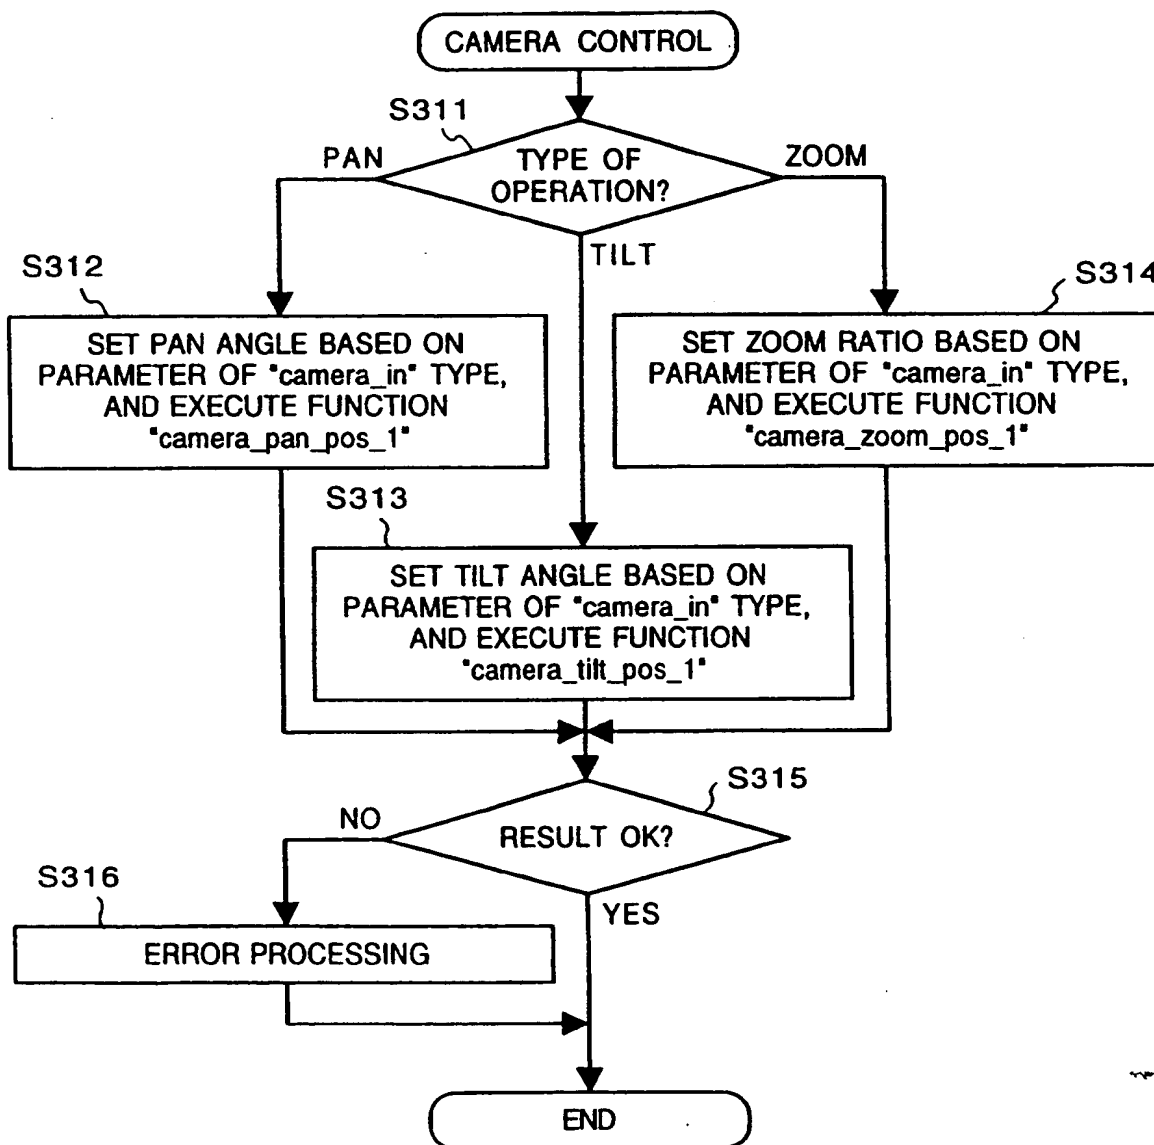 CAMERA CONTROL
S311
PAN
TYPE OF
OPERATION?
ZOOM
TILT
S312
SET PAN ANGLE BASED ON
PARAMETER OF "camera_in" TYPE,
AND EXECUTE FUNCTION
"camera_pan_pos_1"
S314
SET ZOOM RATIO BASED ON
PARAMETER OF "camera_in" TYPE,
AND EXECUTE FUNCTION
"camera_zoom_pos_1"
S313
SET TILT ANGLE BASED ON
PARAMETER OF "camera_in" TYPE,
AND EXECUTE FUNCTION
"camera_tilt_pos_1"
S315
NO
RESULT OK?
YES
S316
ERROR PROCESSING
END